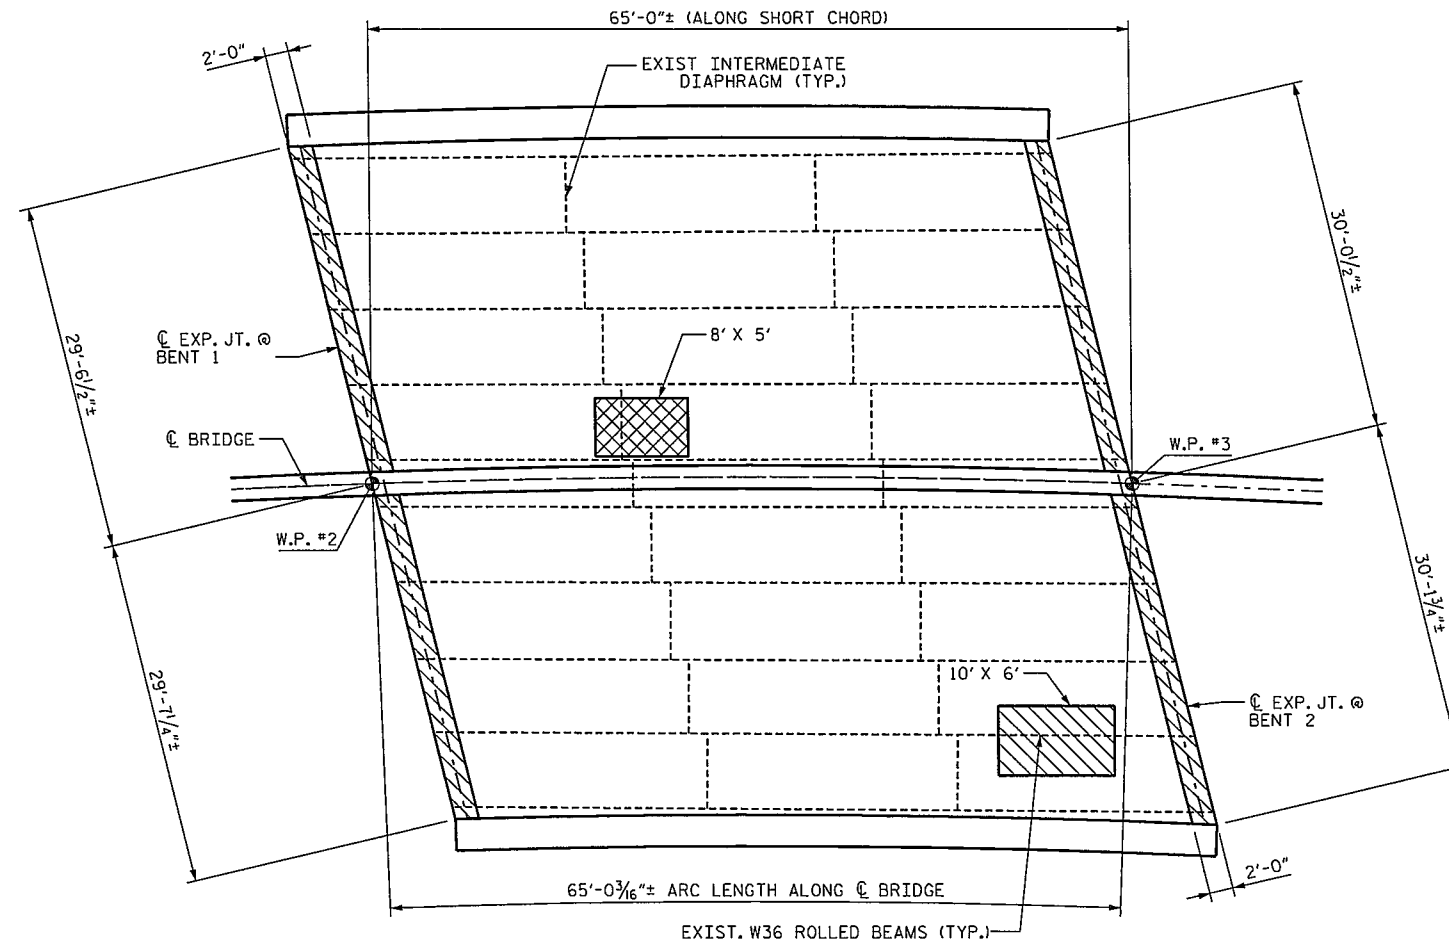 65'-0"± (ALONG SHORT CHORD)
2'-0"
EXIST INTERMEDIATE
DIAPHRAGM (TYP.)
30'-0½"±
29'-6½"±
℄ EXP. JT. @
BENT 1
8' X 5'
℄ BRIDGE
W.P. #3
W.P. #2
30'-1¾"±
29'-7¼"±
10' X 6'
℄ EXP. JT. @
BENT 2
2'-0"
65'-0³⁄₁₆"± ARC LENGTH ALONG ℄ BRIDGE
EXIST. W36 ROLLED BEAMS (TYP.)